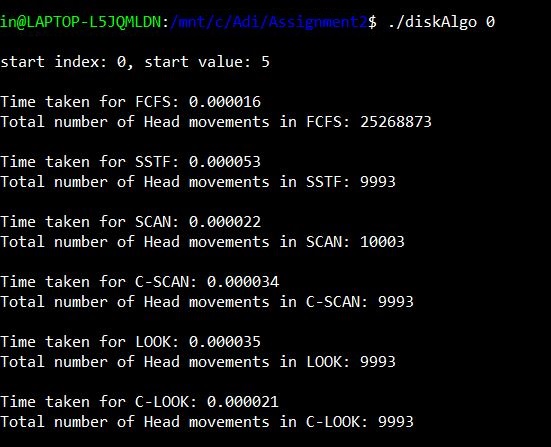 in@LAPTOP-L5JQMLDN:/mnt/c/Adi/Assignment2$ ./diskAlgo 0
start index: 0, start value: 5
Time taken for FCFS: 0.000016
Total number of Head movements in FCFS: 25268873
Time taken for SSTF: 0.000053
Total number of Head movements in SSTF: 9993
Time taken for SCAN: 0.000022
Total number of Head movements in SCAN: 10003
Time taken for C-SCAN: 0.000034
Total number of Head movements in C-SCAN: 9993
Time taken for LOOK: 0.000035
Total number of Head movements in LOOK: 9993
Time taken for C-LOOK: 0.000021
Total number of Head movements in C-LOOK: 9993